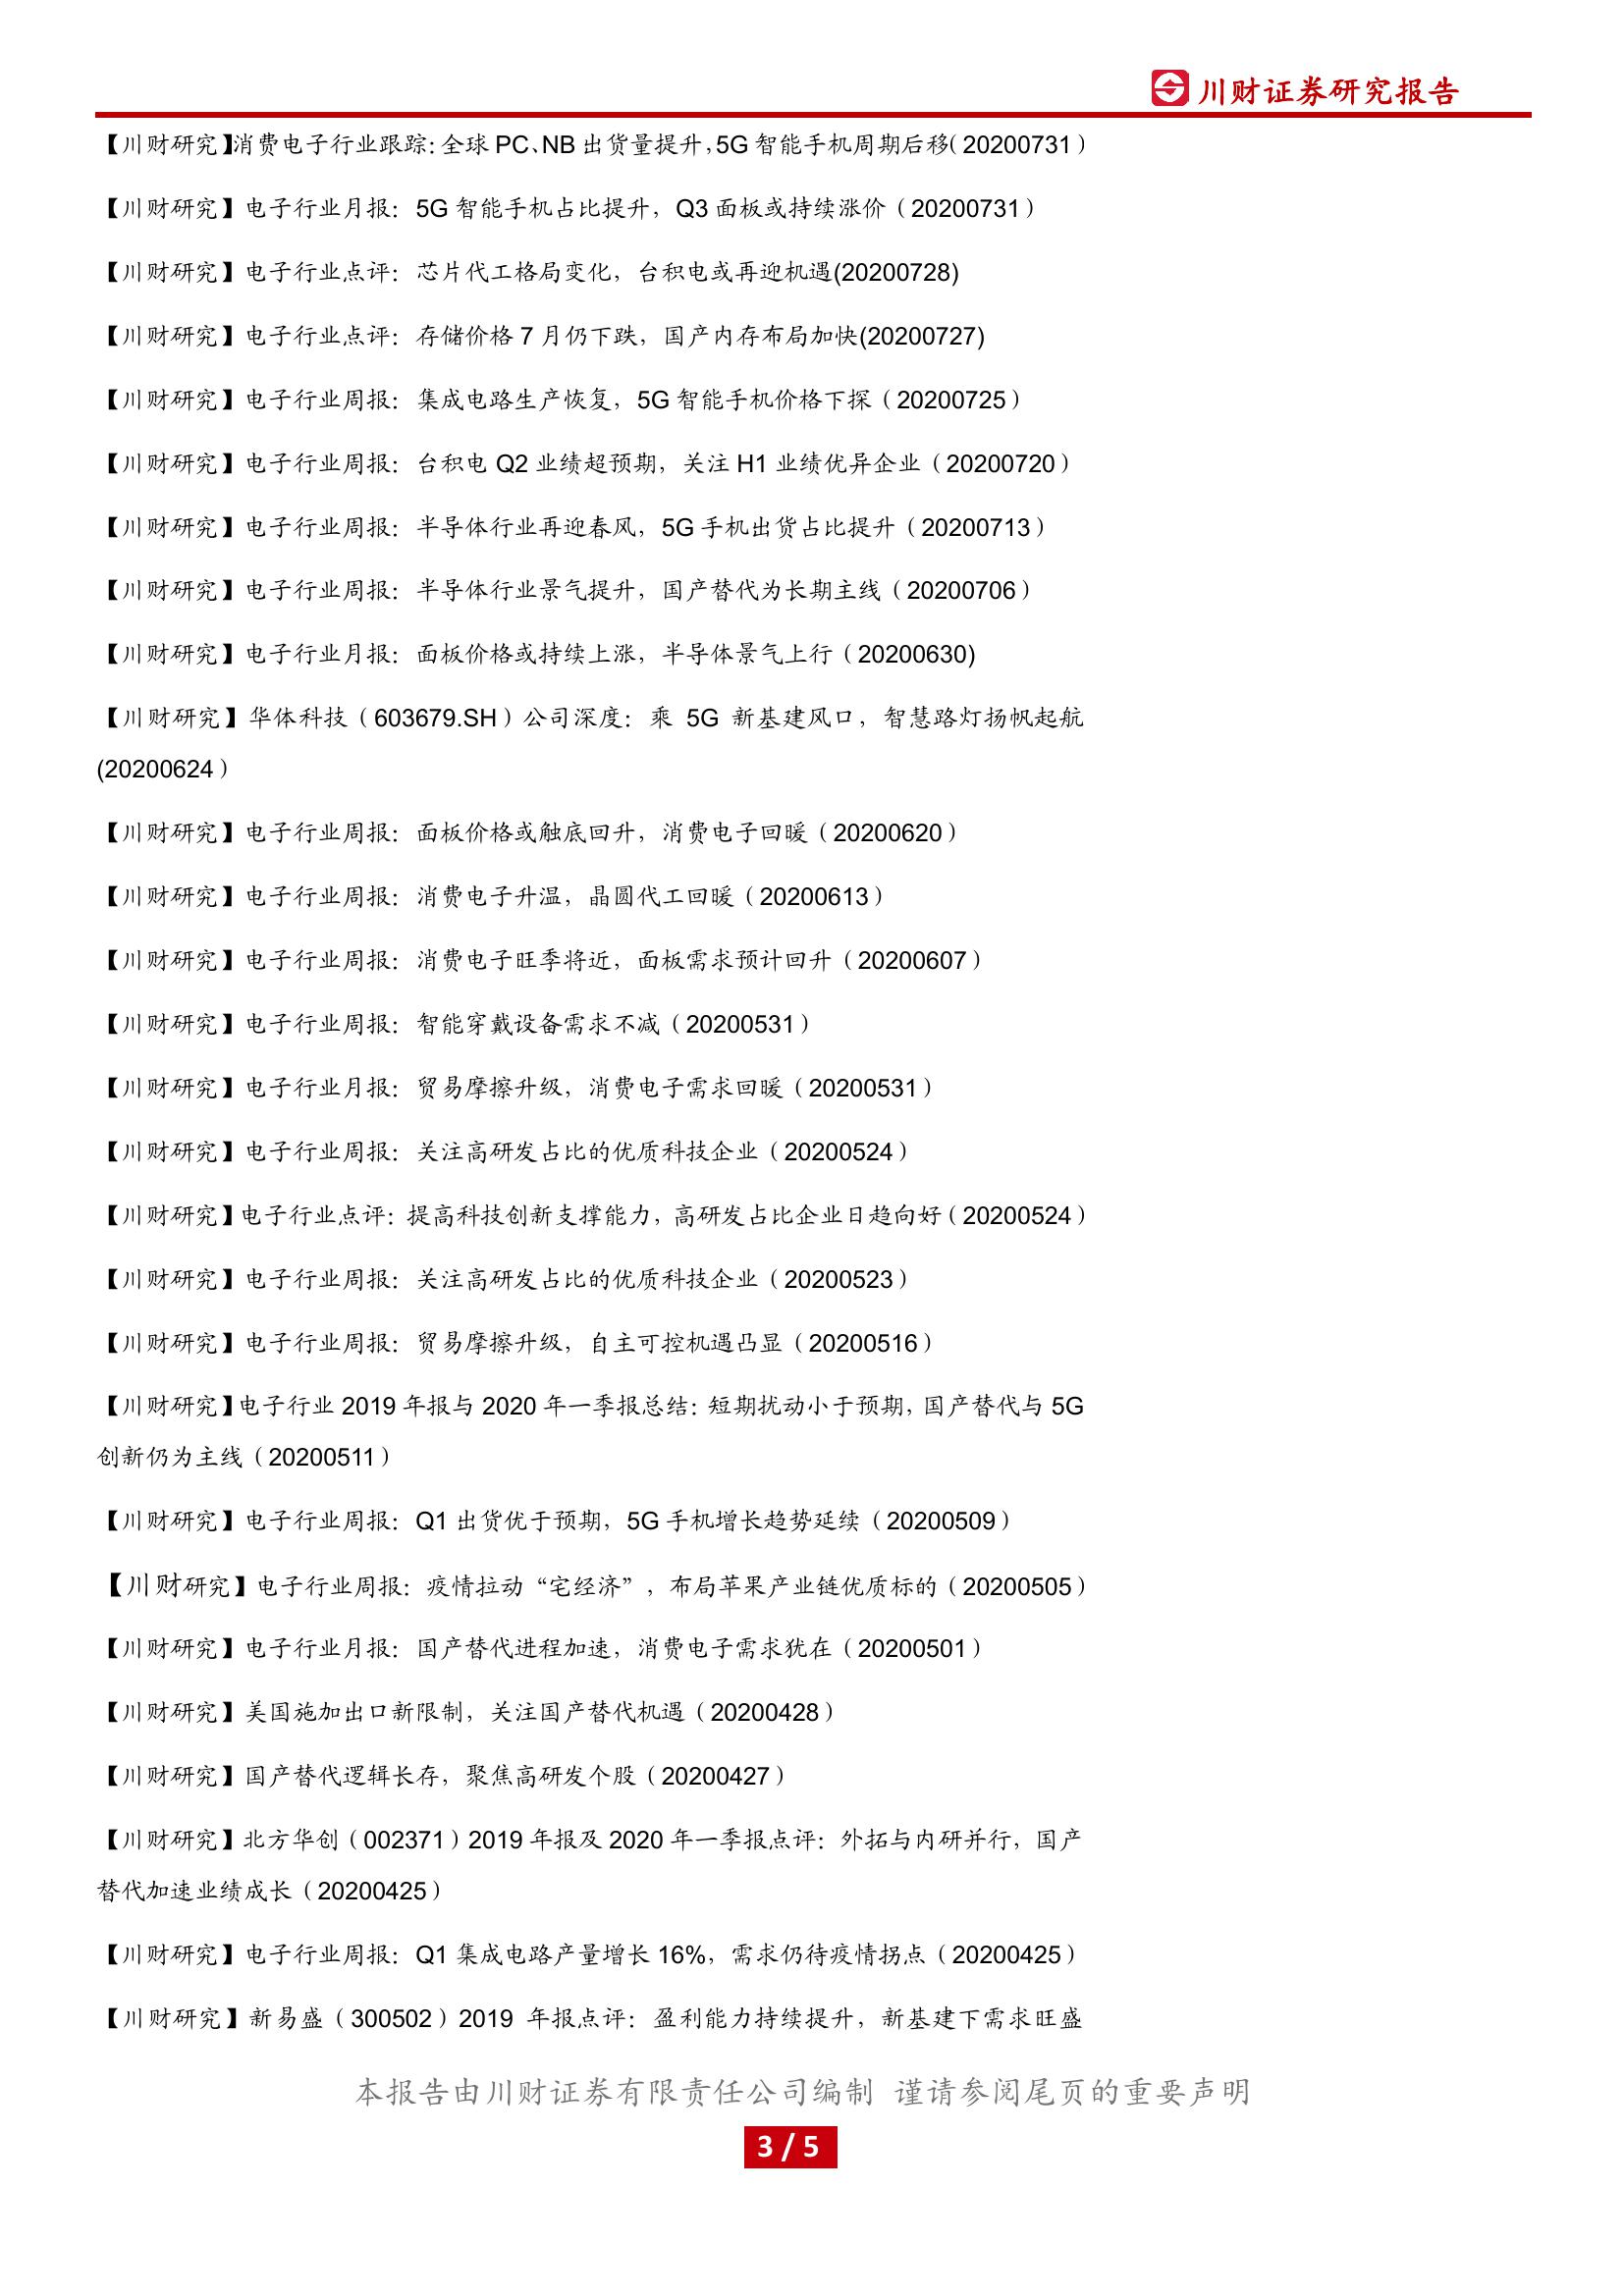 川财证券研究报告
【川财研究】消费电子行业跟踪：全球 PC、NB 出货量提升，5G 智能手机周期后移（20200731）
【川财研究】电子行业月报：5G 智能手机占比提升，Q3 面板或持续涨价（20200731）
【川财研究】电子行业点评：芯片代工格局变化，台积电或再迎机遇(20200728)
【川财研究】电子行业点评：存储价格 7 月仍下跌，国产内存布局加快(20200727)
【川财研究】电子行业周报：集成电路生产恢复，5G 智能手机价格下探（20200725）
【川财研究】电子行业周报：台积电 Q2 业绩超预期，关注 H1 业绩优异企业（20200720）
【川财研究】电子行业周报：半导体行业再迎春风，5G 手机出货占比提升（20200713）
【川财研究】电子行业周报：半导体行业景气提升，国产替代为长期主线（20200706）
【川财研究】电子行业月报：面板价格或持续上涨，半导体景气上行（20200630)
【川财研究】华体科技（603679.SH）公司深度：乘 5G 新基建风口，智慧路灯扬帆起航
(20200624）
【川财研究】电子行业周报：面板价格或触底回升，消费电子回暖（20200620）
【川财研究】电子行业周报：消费电子升温，晶圆代工回暖（20200613）
【川财研究】电子行业周报：消费电子旺季将近，面板需求预计回升（20200607）
【川财研究】电子行业周报：智能穿戴设备需求不减（20200531）
【川财研究】电子行业月报：贸易摩擦升级，消费电子需求回暖（20200531）
【川财研究】电子行业周报：关注高研发占比的优质科技企业（20200524）
【川财研究】电子行业点评：提高科技创新支撑能力，高研发占比企业日趋向好（20200524）
【川财研究】电子行业周报：关注高研发占比的优质科技企业（20200523）
【川财研究】电子行业周报：贸易摩擦升级，自主可控机遇凸显（20200516）
【川财研究】电子行业 2019 年报与 2020 年一季报总结：短期扰动小于预期，国产替代与 5G
创新仍为主线（20200511）
【川财研究】电子行业周报：Q1 出货优于预期，5G 手机增长趋势延续（20200509）
【川财研究】电子行业周报：疫情拉动“宅经济”，布局苹果产业链优质标的（20200505）
【川财研究】电子行业月报：国产替代进程加速，消费电子需求犹在（20200501）
【川财研究】美国施加出口新限制，关注国产替代机遇（20200428）
【川财研究】国产替代逻辑长存，聚焦高研发个股（20200427）
【川财研究】北方华创（002371）2019 年报及 2020 年一季报点评：外拓与内研并行，国产
替代加速业绩成长（20200425）
【川财研究】电子行业周报：Q1 集成电路产量增长 16%，需求仍待疫情拐点（20200425）
【川财研究】新易盛（300502）2019 年报点评：盈利能力持续提升，新基建下需求旺盛
本报告由川财证券有限责任公司编制 谨请参阅尾页的重要声明
3 / 5